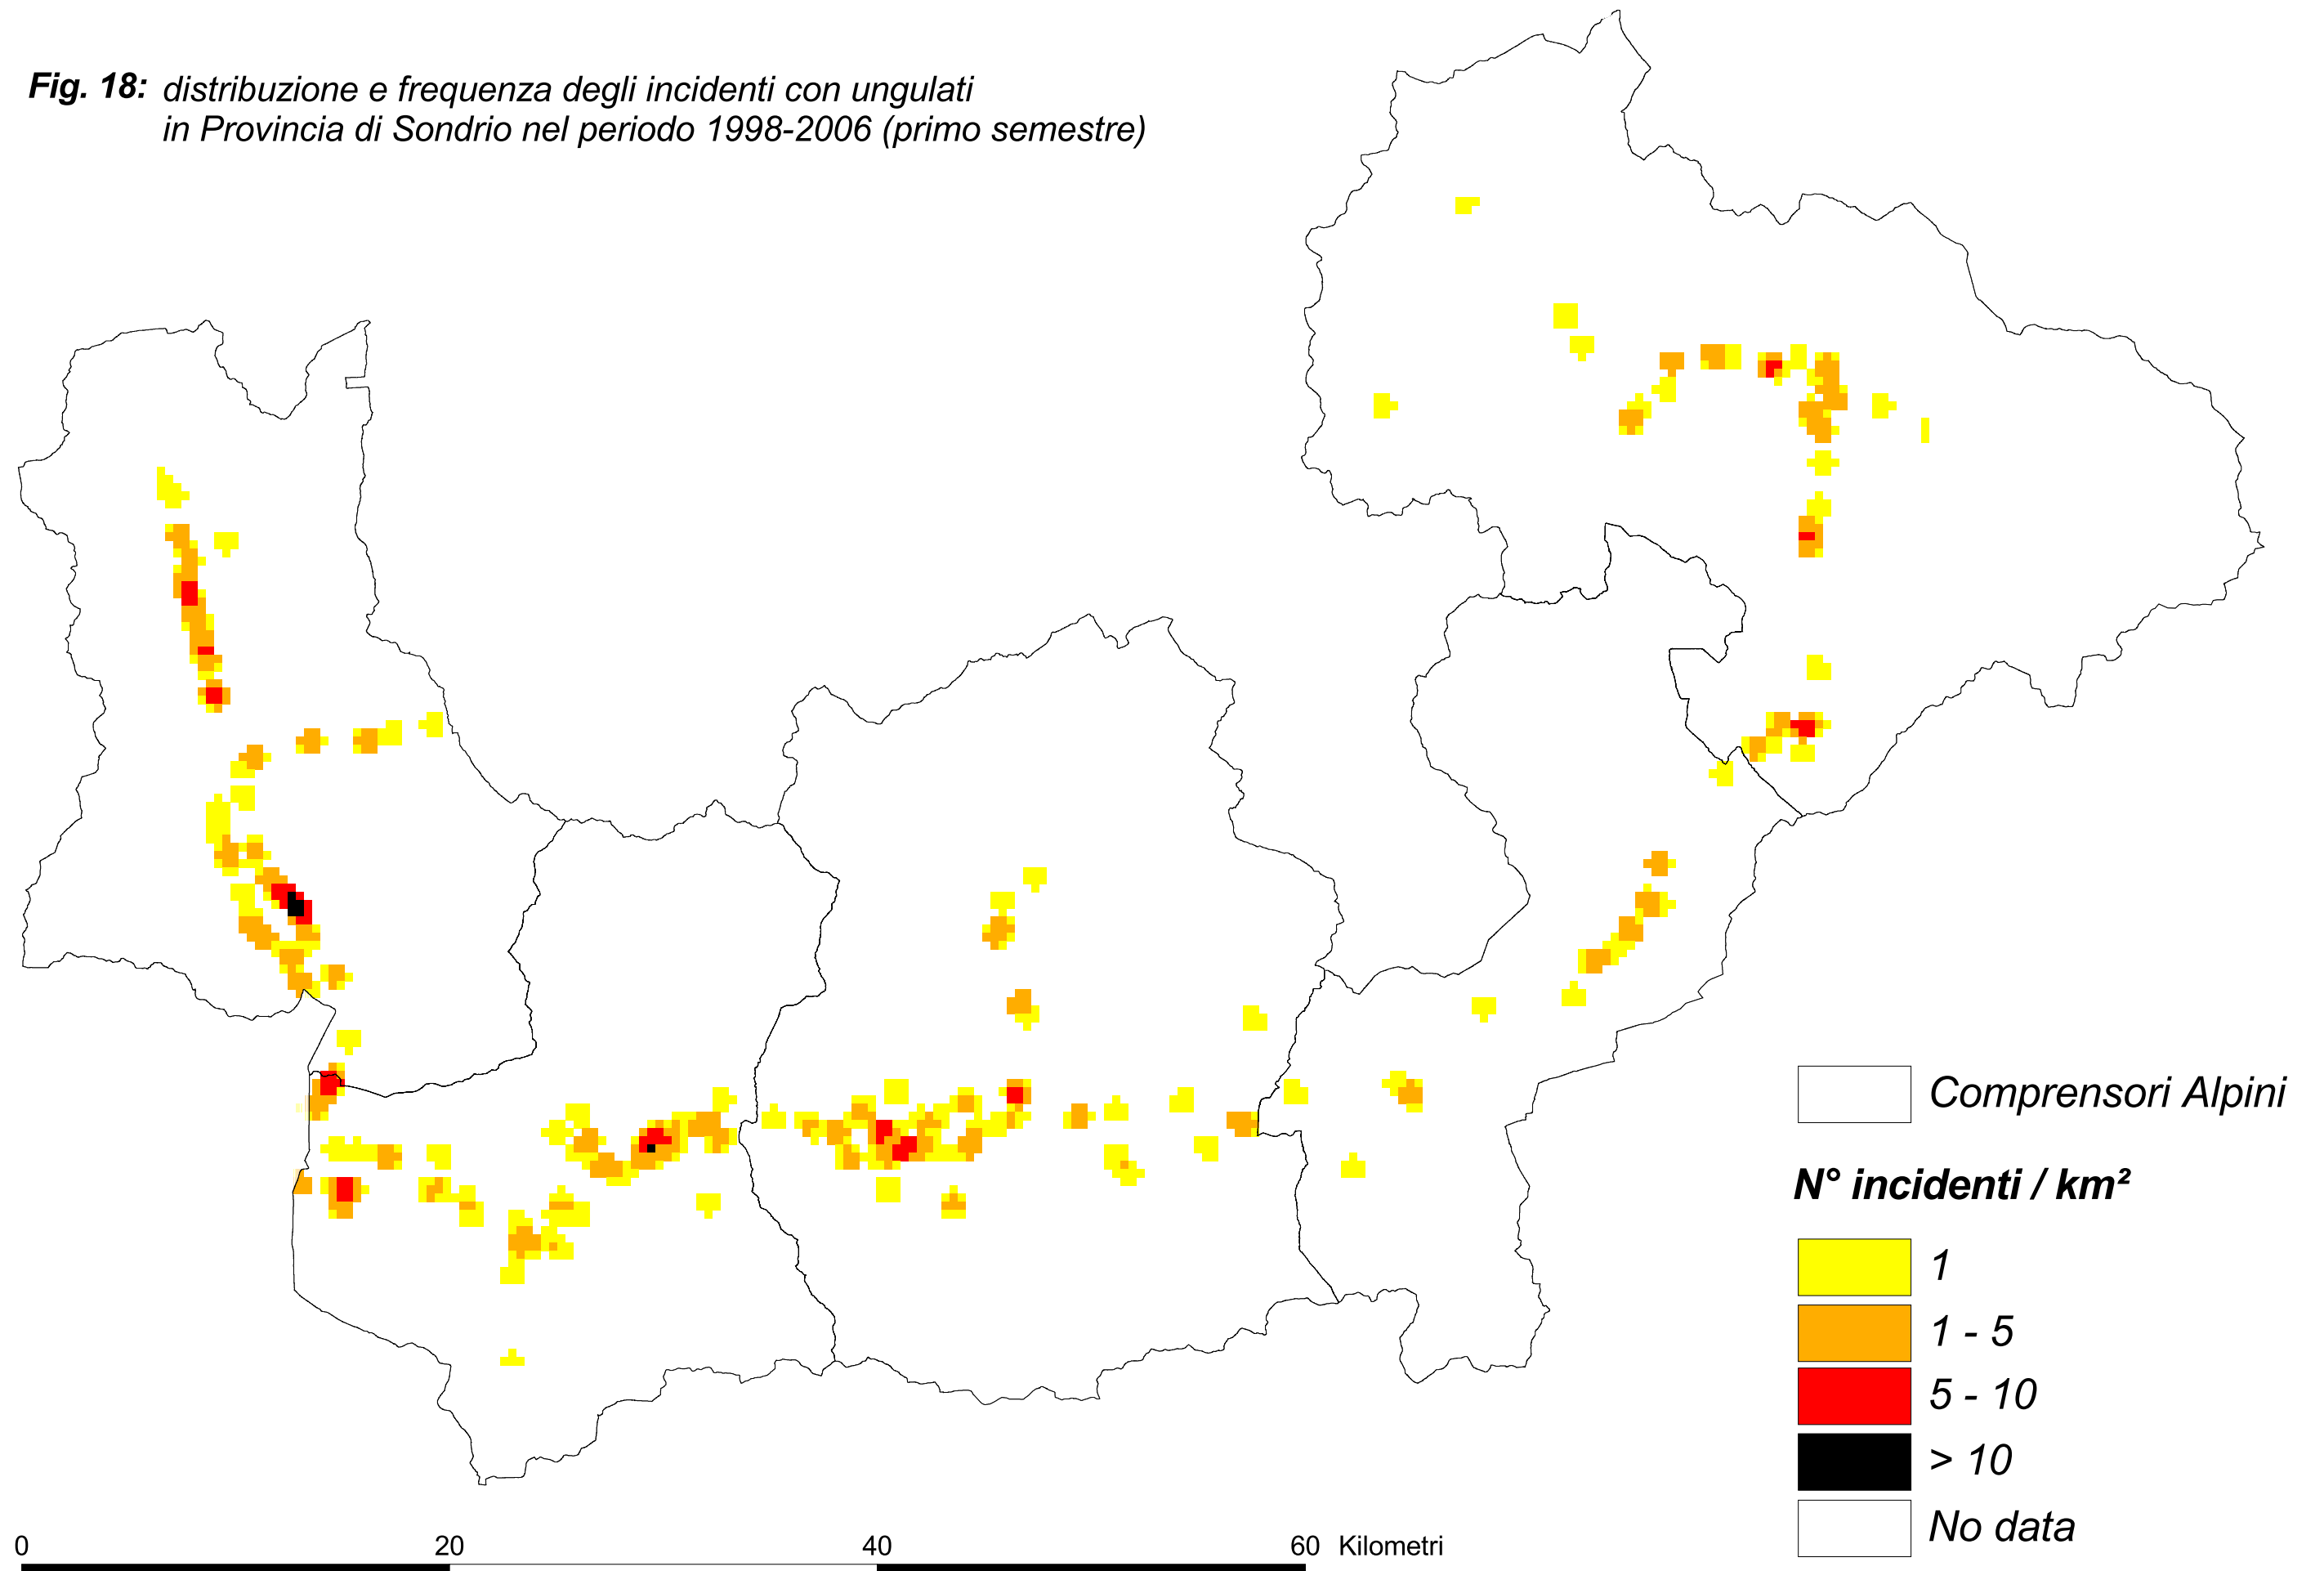 Fig. 18: distribuzione e frequenza degli incidenti con ungulati
in Provincia di Sondrio nel periodo 1998-2006 (primo semestre)
Comprensori Alpini
N° incidenti / km²
1
1 - 5
5 - 10
> 10
No data
0 20 40 60 Kilometri